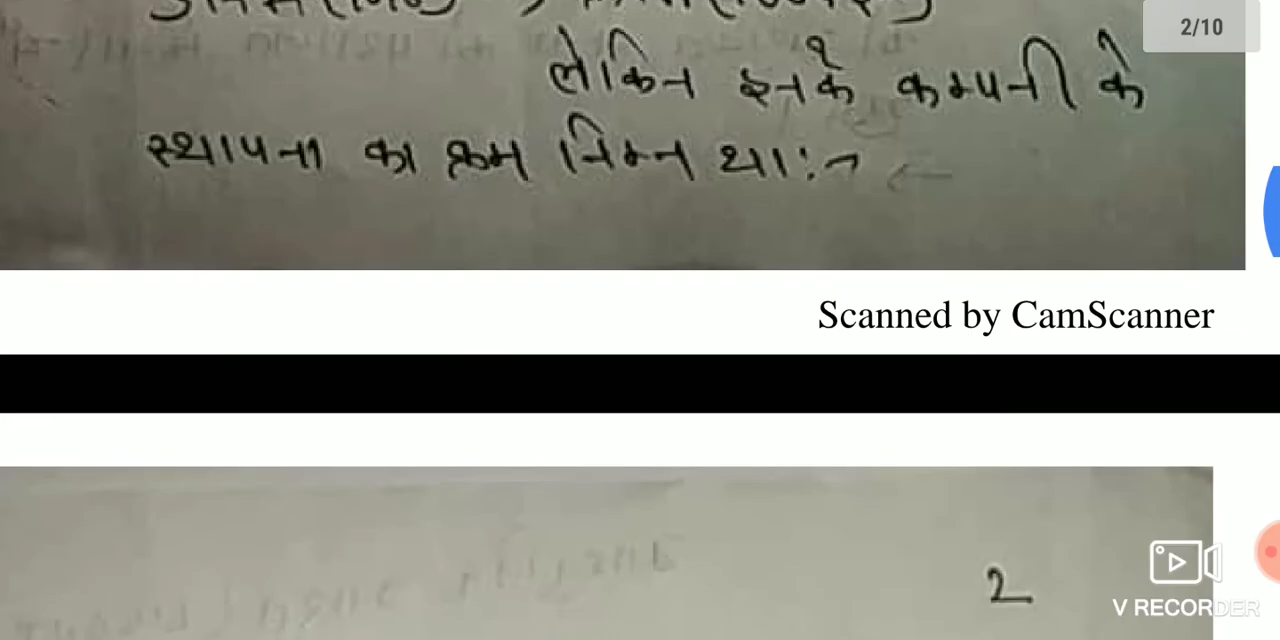 2/10
लेकिन इनके कम्पनी के
स्थापना का क्रम निम्न था:-
Scanned by CamScanner
2
V RECORDER